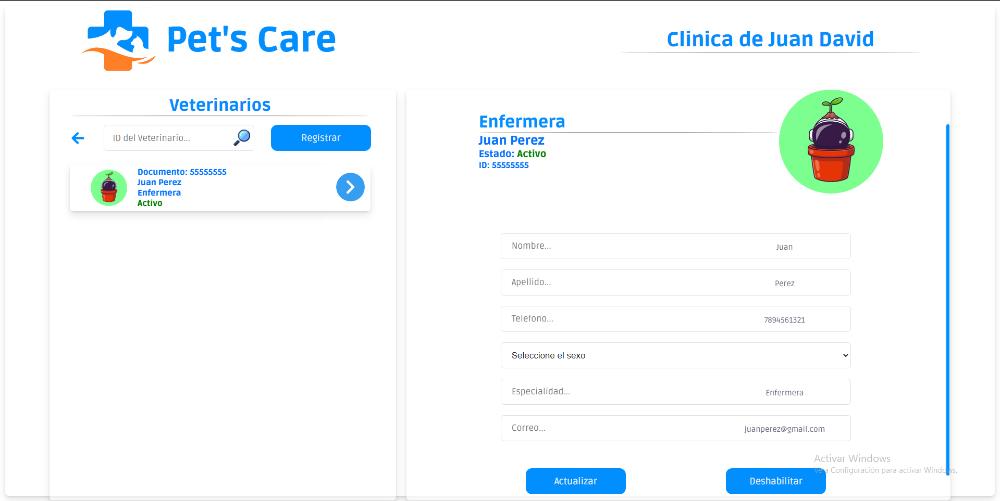 Pet's Care
Clinica de Juan David
Veterinarios
ID del Veterinario...
Registrar
Documento: 55555555
Juan Perez
Enfermera
Activo
Enfermera
Juan Perez
Estado: Activo
ID: 55555555
Nombre... Juan
Apellido... Perez
Telefono... 7894561321
Seleccione el sexo
Especialidad... Enfermera
Correo... juanperez@gmail.com
Actualizar
Deshabilitar
Activar Windows
Ve a Configuración para activar Windows.